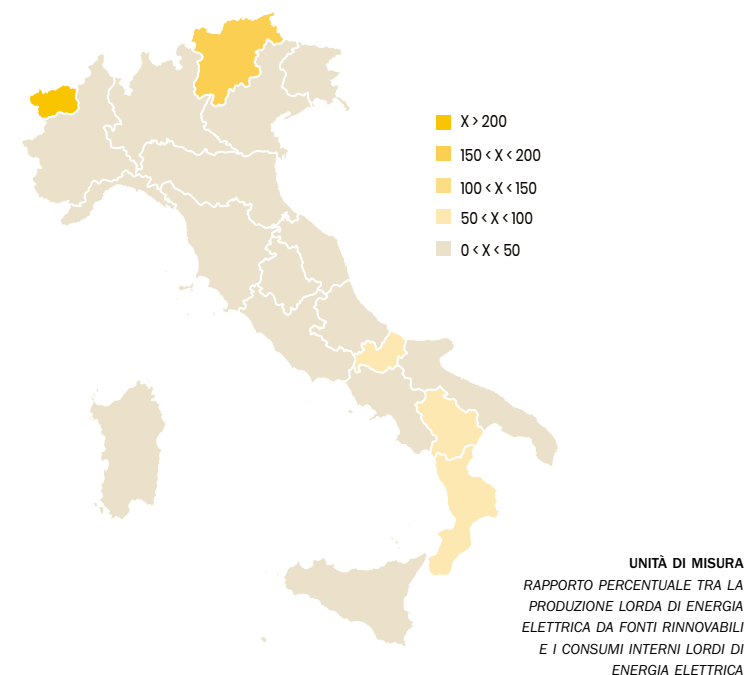 X > 200
150 < X < 200
100 < X < 150
50 < X < 100
0 < X < 50
UNITÀ DI MISURA
RAPPORTO PERCENTUALE TRA LA
PRODUZIONE LORDA DI ENERGIA
ELETTRICA DA FONTI RINNOVABILI
E I CONSUMI INTERNI LORDI DI
ENERGIA ELETTRICA